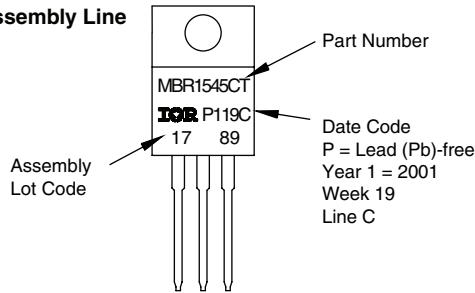 ssembly Line
Part Number
MBR1545CT
IOR P119C
17 89
Assembly
Lot Code
Date Code
P = Lead (Pb)-free
Year 1 = 2001
Week 19
Line C